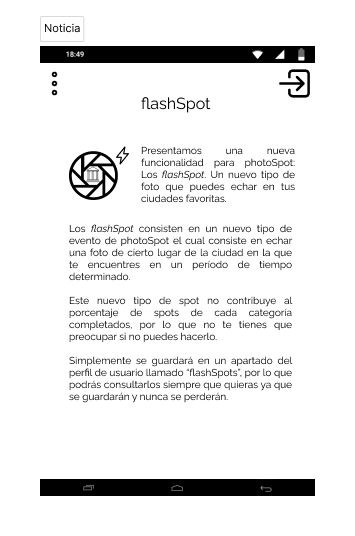 Noticia
18:49
flashSpot
Presentamos una nueva
funcionalidad para photoSpot:
Los flashSpot. Un nuevo tipo de
foto que puedes echar en tus
ciudades favoritas.
Los flashSpot consisten en un nuevo tipo de
evento de photoSpot el cual consiste en echar
una foto de cierto lugar de la ciudad en la que
te encuentres en un periodo de tiempo
determinado.
Este nuevo tipo de spot no contribuye al
porcentaje de spots de cada categoría
completados, por lo que no te tienes que
preocupar si no puedes hacerlo.
Simplemente se guardará en un apartado del
perfil de usuario llamado “flashSpots”, por lo que
podrás consultarlos siempre que quieras ya que
se guardarán y nunca se perderán.